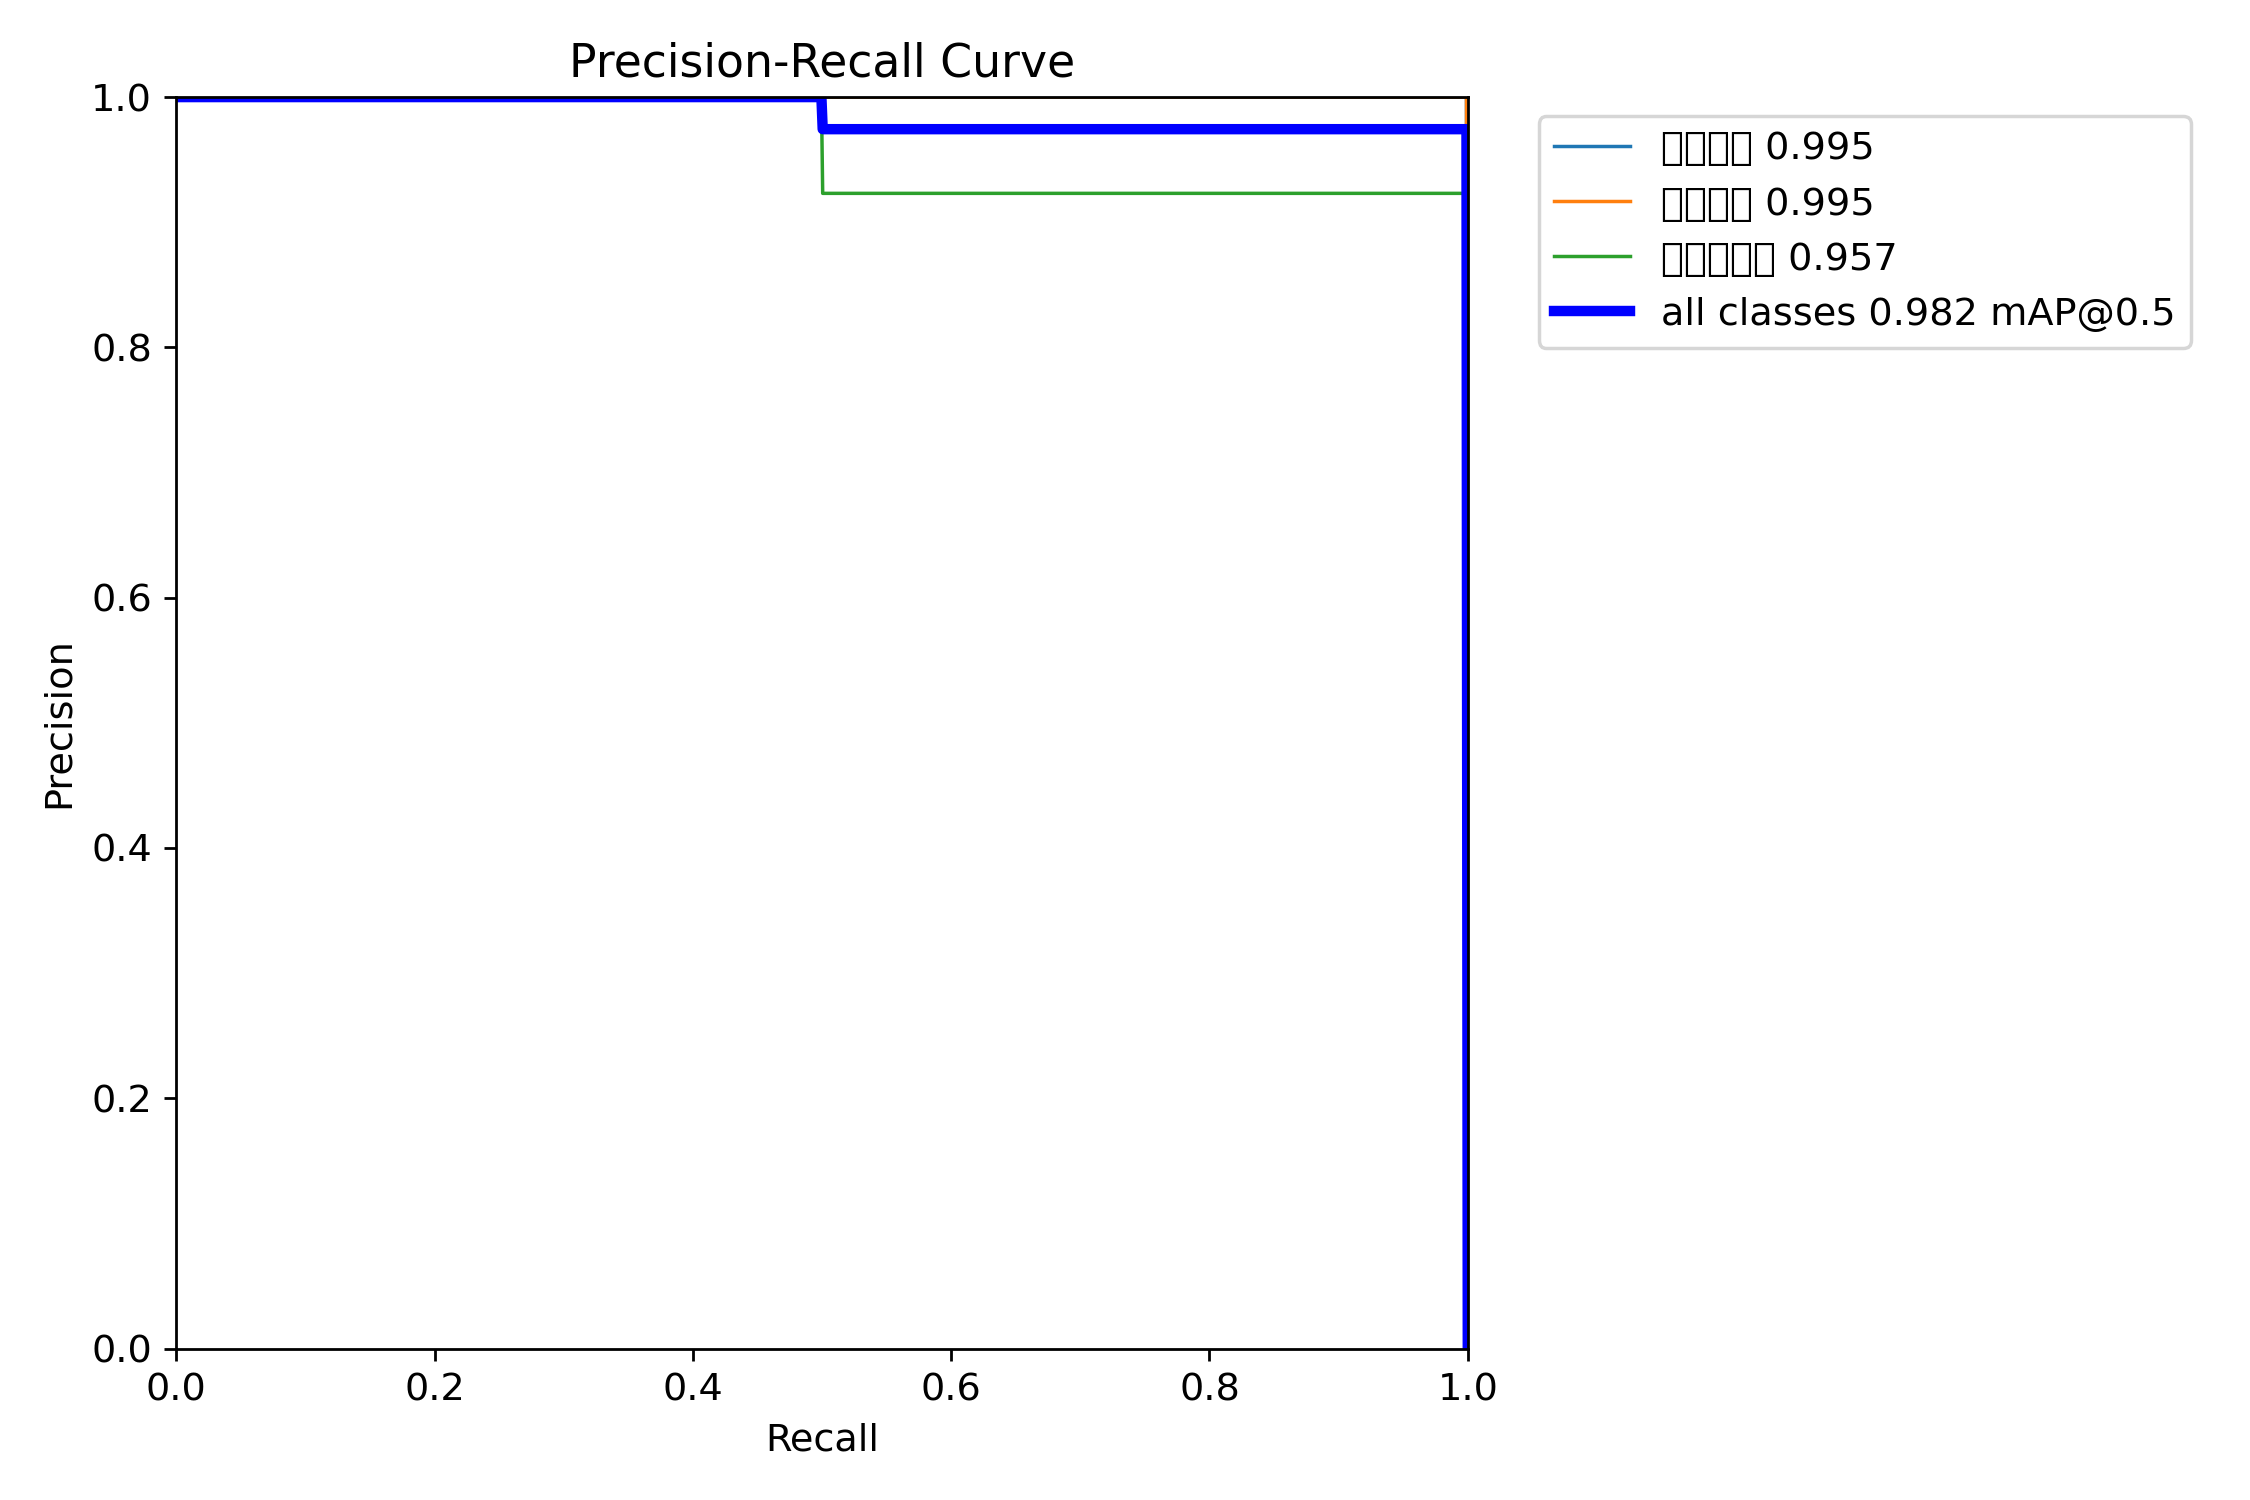 Precision-Recall Curve
1.0
0.8
0.6
0.4
0.2
0.0
Precision
0.0 0.2 0.4 0.6 0.8 1.0
Recall
□□□□ 0.995
□□□□ 0.995
□□□□□ 0.957
all classes 0.982 mAP@0.5